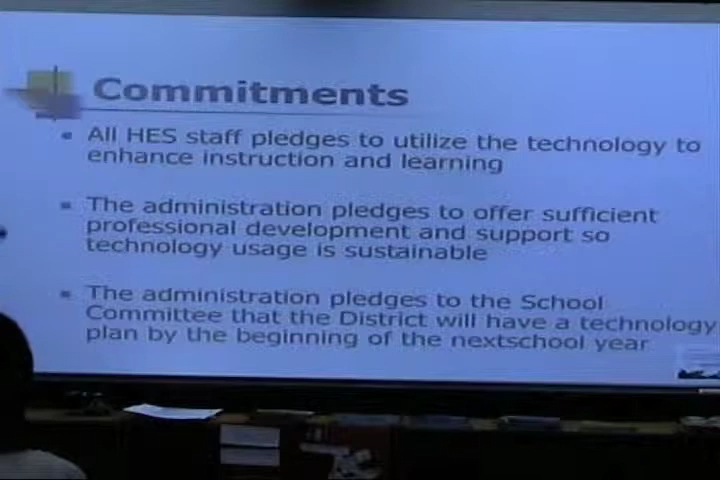 Commitments
All HES staff pledges to utilize the technology to
enhance instruction and learning
The administration pledges to offer sufficient
professional development and support so
technology usage is sustainable
The administration pledges to the School
Committee that the District will have a technology
plan by the beginning of the nextschool year